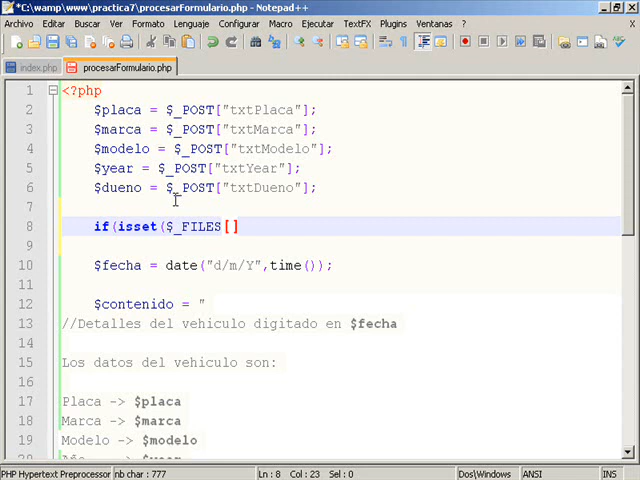 *C:\wamp\www\practica7\procesarFormulario.php - Notepad++
Archivo Editar Buscar Ver Formato Lenguaje Configurar Macro Ejecutar TextFX Plugins Ventanas ?
index.php procesarFormulario.php
1 <?php
2 $placa = $_POST["txtPlaca"];
3 $marca = $_POST["txtMarca"];
4 $modelo = $_POST["txtModelo"];
5 $year = $_POST["txtYear"];
6 $dueno = $_POST["txtDueno"];
7
8 if(isset($_FILES[]
9
10 $fecha = date("d/m/Y",time());
11
12 $contenido = "
13 //Detalles del vehiculo digitado en $fecha
14
15 Los datos del vehiculo son:
16
17 Placa -> $placa
18 Marca -> $marca
19 Modelo -> $modelo
20 Año -> $year
PHP Hypertext Preprocessor nb char : 777 Ln : 8 Col : 23 Sel : 0 Dos\Windows ANSI INS